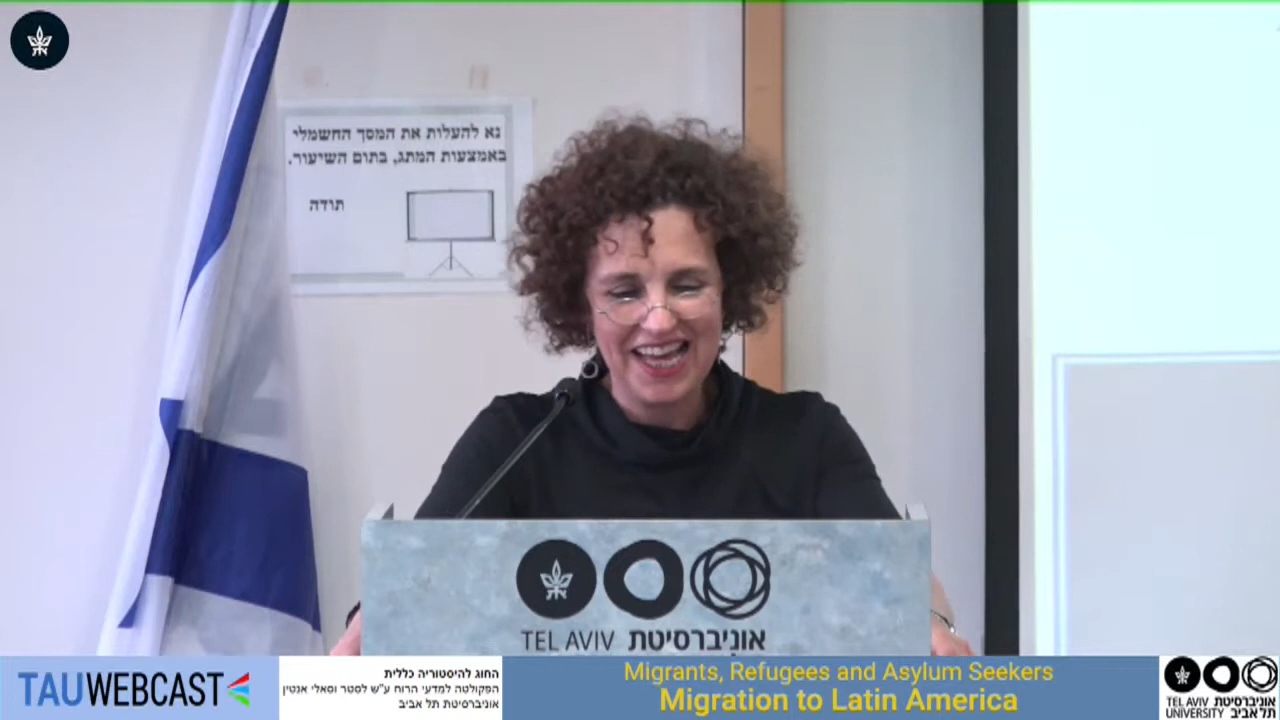 נא להעלות את המסך החשמלי
באמצעות המתג, בתום השיעור.
תודה
TEL AVIV אוניברסיטת
TAUWEBCAST
החוג להיסטוריה כללית
הפקולטה למדעי הרוח ע"ש לסטר וסאלי אנטין
אוניברסיטת תל אביב
Migrants, Refugees and Asylum Seekers
Migration to Latin America
TEL AVIV אוניברסיטת
UNIVERSITY תל אביב